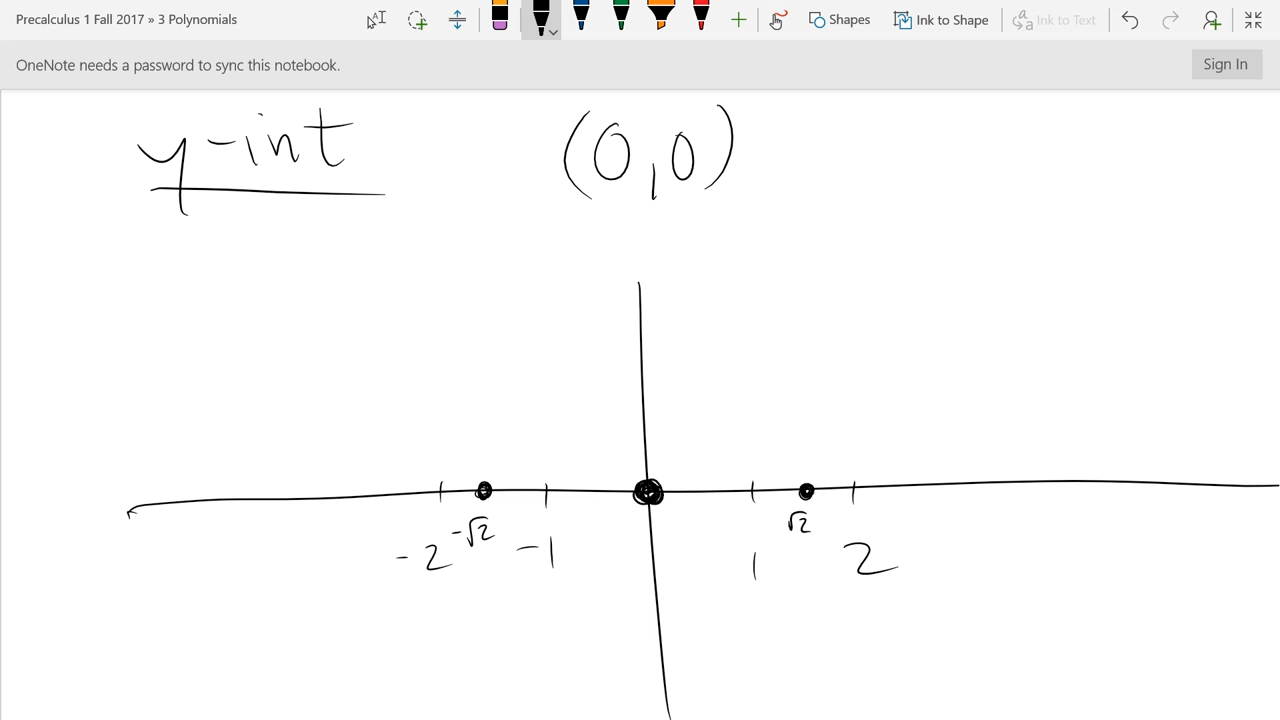 Precalculus 1 Fall 2017 » 3 Polynomials
Shapes
Ink to Shape
Ink to Text
OneNote needs a password to sync this notebook.
Sign In
y-int (0,0)
-2 -√2 -1 1 √2 2